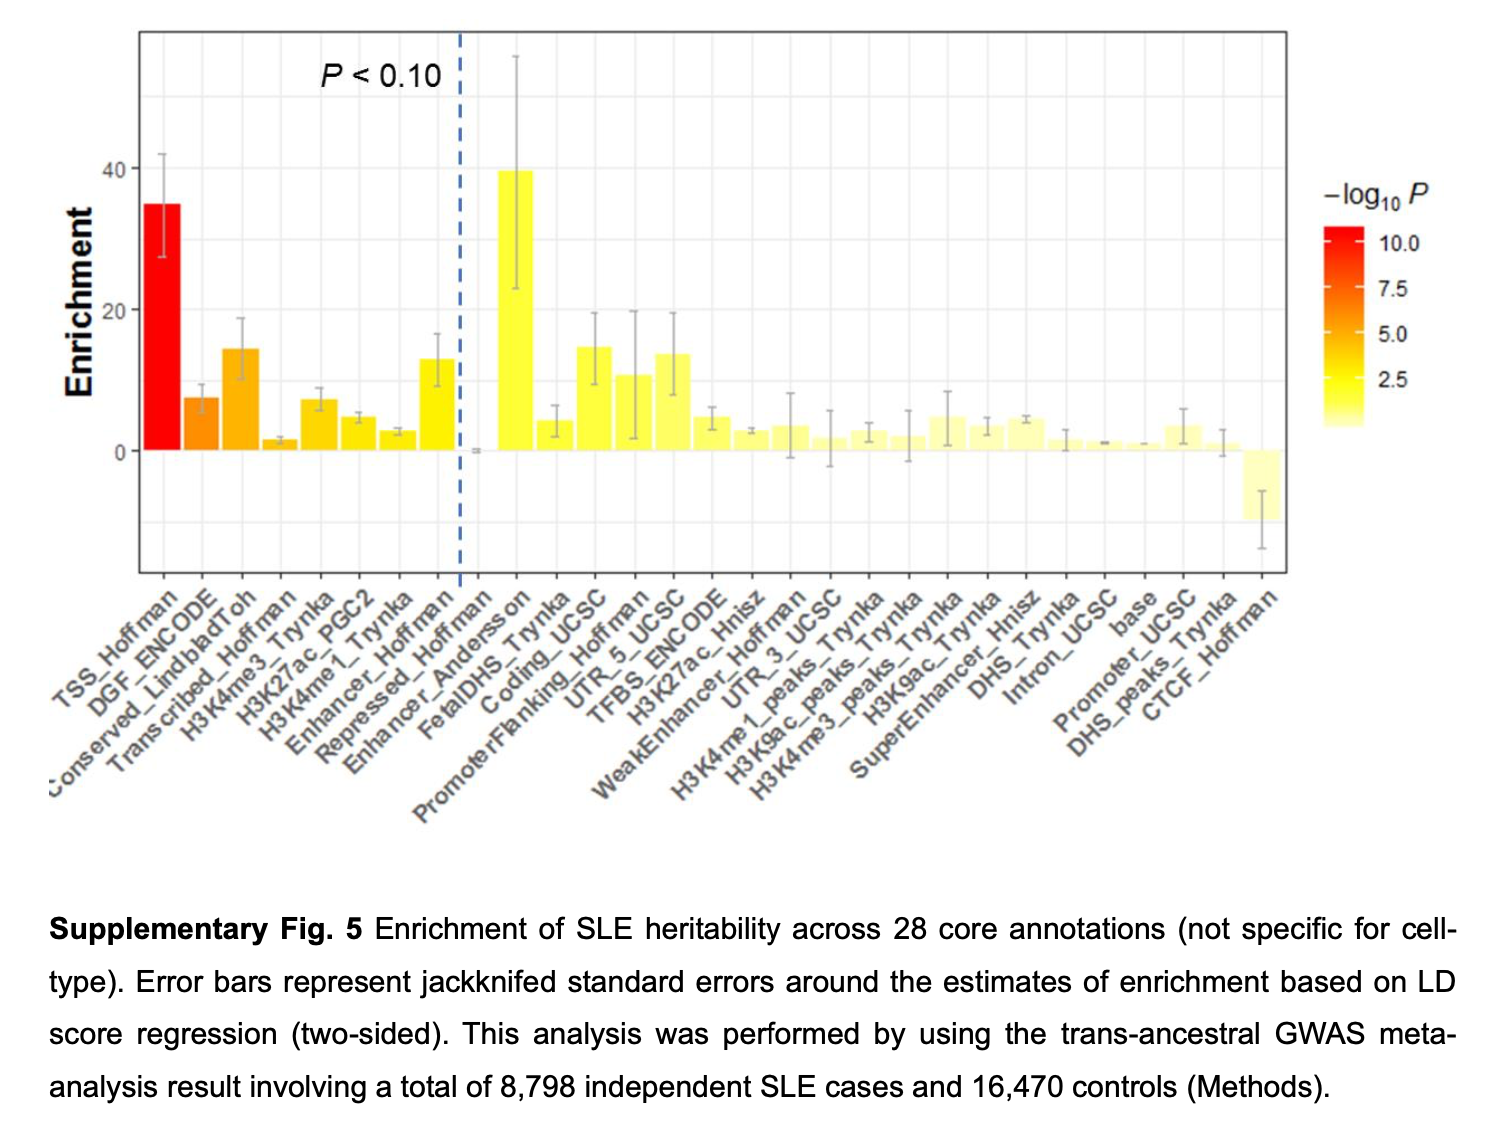 P < 0.10
Enrichment
40
20
0
−log10 P
10.0
7.5
5.0
2.5
TSS_Hoffman
DGF_ENCODE
Conserved_LindbladToh
Transcribed_Hoffman
H3K4me3_Trynka
H3K27ac_PGC2
H3K4me1_Trynka
Enhancer_Hoffman
Repressed_Hoffman
Enhancer_Andersson
FetalDHS_Trynka
Coding_UCSC
PromoterFlanking_Hoffman
UTR_5_UCSC
TFBS_ENCODE
H3K27ac_Hnisz
WeakEnhancer_Hoffman
UTR_3_UCSC
H3K4me1_peaks_Trynka
H3K9ac_peaks_Trynka
H3K4me3_peaks_Trynka
H3K9ac_Trynka
SuperEnhancer_Hnisz
DHS_Trynka
Intron_UCSC
base
Promoter_UCSC
DHS_peaks_Trynka
CTCF_Hoffman
Supplementary Fig. 5 Enrichment of SLE heritability across 28 core annotations (not specific for cell-
type). Error bars represent jackknifed standard errors around the estimates of enrichment based on LD
score regression (two-sided). This analysis was performed by using the trans-ancestral GWAS meta-
analysis result involving a total of 8,798 independent SLE cases and 16,470 controls (Methods).